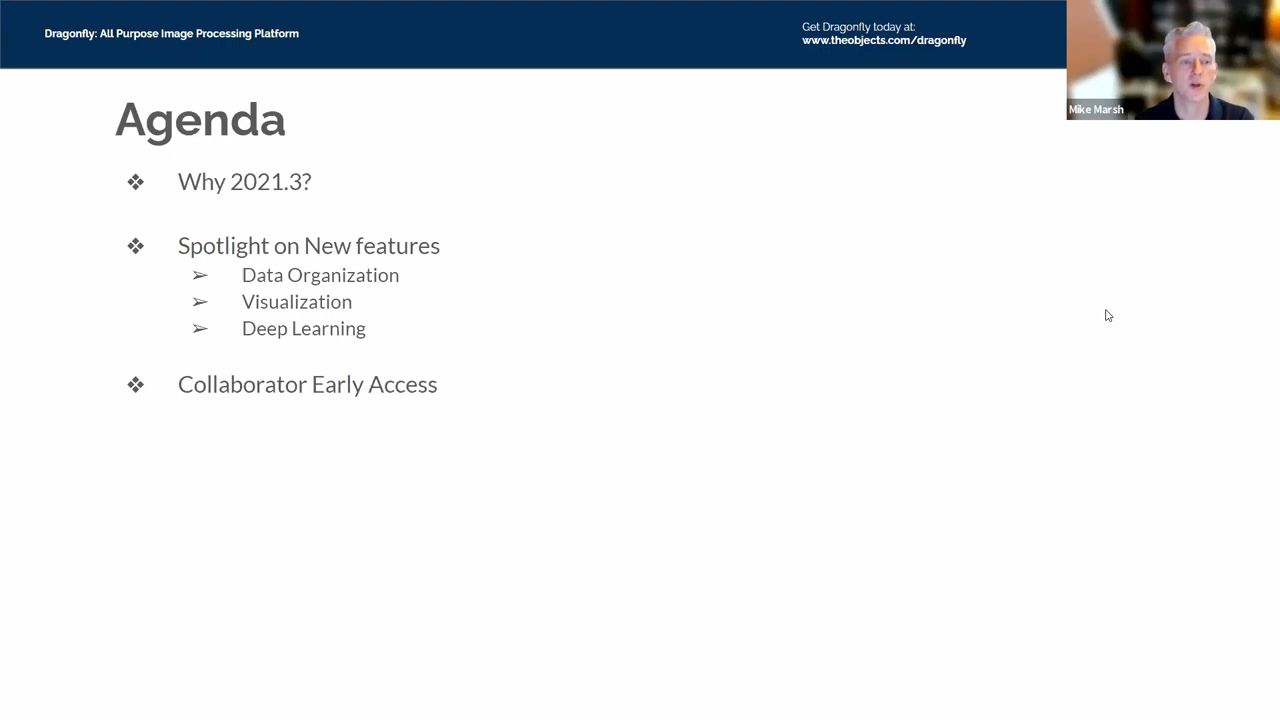 Dragonfly: All Purpose Image Processing Platform
Get Dragonfly today at:
www.theobjects.com/dragonfly
Mike Marsh
Agenda
❖ Why 2021.3?
❖ Spotlight on New features
➢ Data Organization
➢ Visualization
➢ Deep Learning
❖ Collaborator Early Access